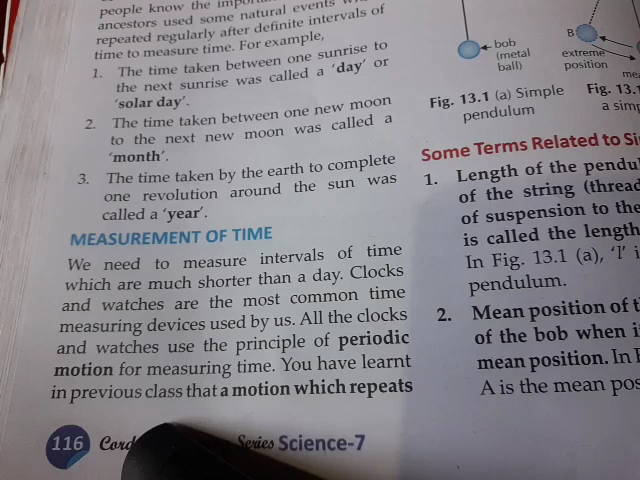 people know the
ancestors used some natural events
repeated regularly after definite intervals of
time to measure time. For example,
1. The time taken between one sunrise to
the next sunrise was called a 'day' or
'solar day'.
2. The time taken between one new moon
to the next new moon was called a
'month'.
3. The time taken by the earth to complete
one revolution around the sun was
called a 'year'.
MEASUREMENT OF TIME
We need to measure intervals of time
which are much shorter than a day. Clocks
and watches are the most common time
measuring devices used by us. All the clocks
and watches use the principle of periodic
motion for measuring time. You have learnt
in previous class that a motion which repeats
116 Series Science-7
bob
(metal
ball)
B
extreme
position
Fig. 13.1 (a) Simple
pendulum
Fig. 13.1
a
Some Terms Related to
1. Length of the
of the string (thread
of suspension to the
is called the length
In Fig. 13.1 (a), 'l'
pendulum.
2. Mean position of
of the bob when
mean position. In
A is the mean